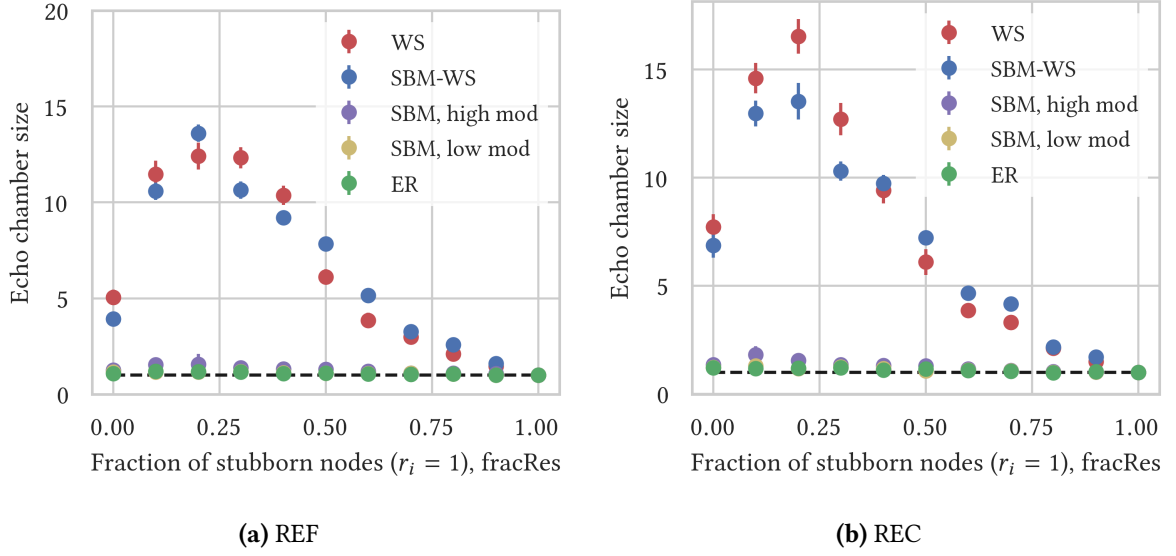 20
15
10
5
0
Echo chamber size
WS
SBM-WS
SBM, high mod
SBM, low mod
ER
0.00 0.25 0.50 0.75 1.00
Fraction of stubborn nodes (rᵢ = 1), fracRes
(a) REF
15
10
5
0
Echo chamber size
WS
SBM-WS
SBM, high mod
SBM, low mod
ER
0.00 0.25 0.50 0.75 1.00
Fraction of stubborn nodes (rᵢ = 1), fracRes
(b) REC